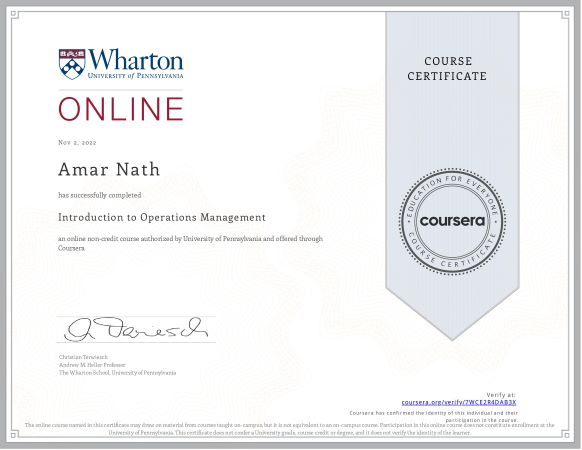 Wharton
UNIVERSITY OF PENNSYLVANIA
ONLINE
Nov 2, 2022
Amar Nath
has successfully completed
Introduction to Operations Management
an online non-credit course authorized by University of Pennsylvania and offered through
Coursera
Christian Terwiesch
Andrew M. Heller Professor
The Wharton School, University of Pennsylvania
COURSE
CERTIFICATE
EDUCATION FOR EVERYONE
coursera
COURSE CERTIFICATE
Verify at:
coursera.org/verify/7WCE2R4DAB3X
Coursera has confirmed the identity of this individual and their
participation in the course.
The online course named in this certificate may draw on material from courses taught on-campus, but it is not equivalent to an on-campus course. Participation in this online course does not constitute enrollment at the
University of Pennsylvania. This certificate does not confer a University grade, course credit or degree, and it does not verify the identity of the learner.